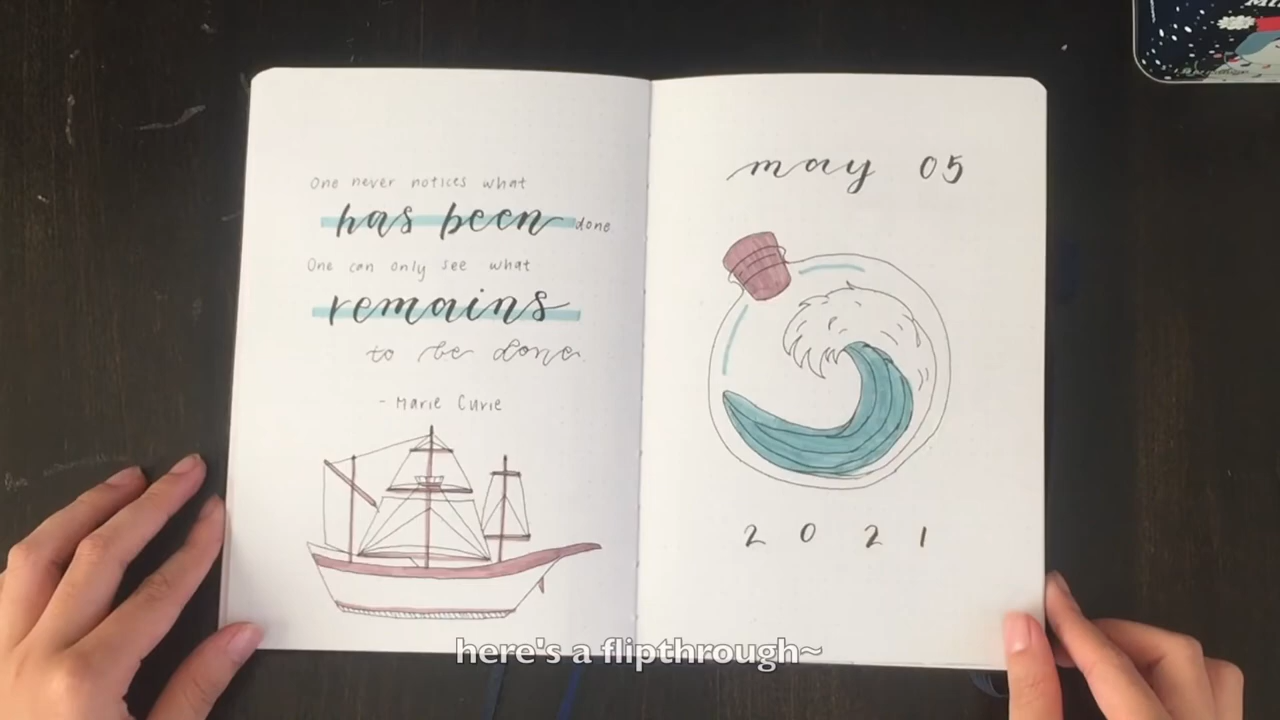 One never notices what
has been done.
One can only see what
remains
to be done.
- Marie Curie
may 05
2021
here's a flipthrough~